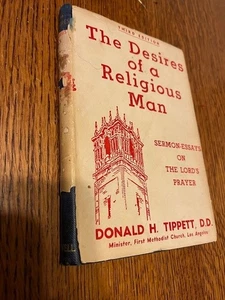 THIRD EDITION
The Desires
of a
Religious
Man
SERMON-ESSAYS
ON
THE LORD'S
PRAYER
DONALD H. TIPPETT, D.D.
Minister, First Methodist Church, Los Angeles